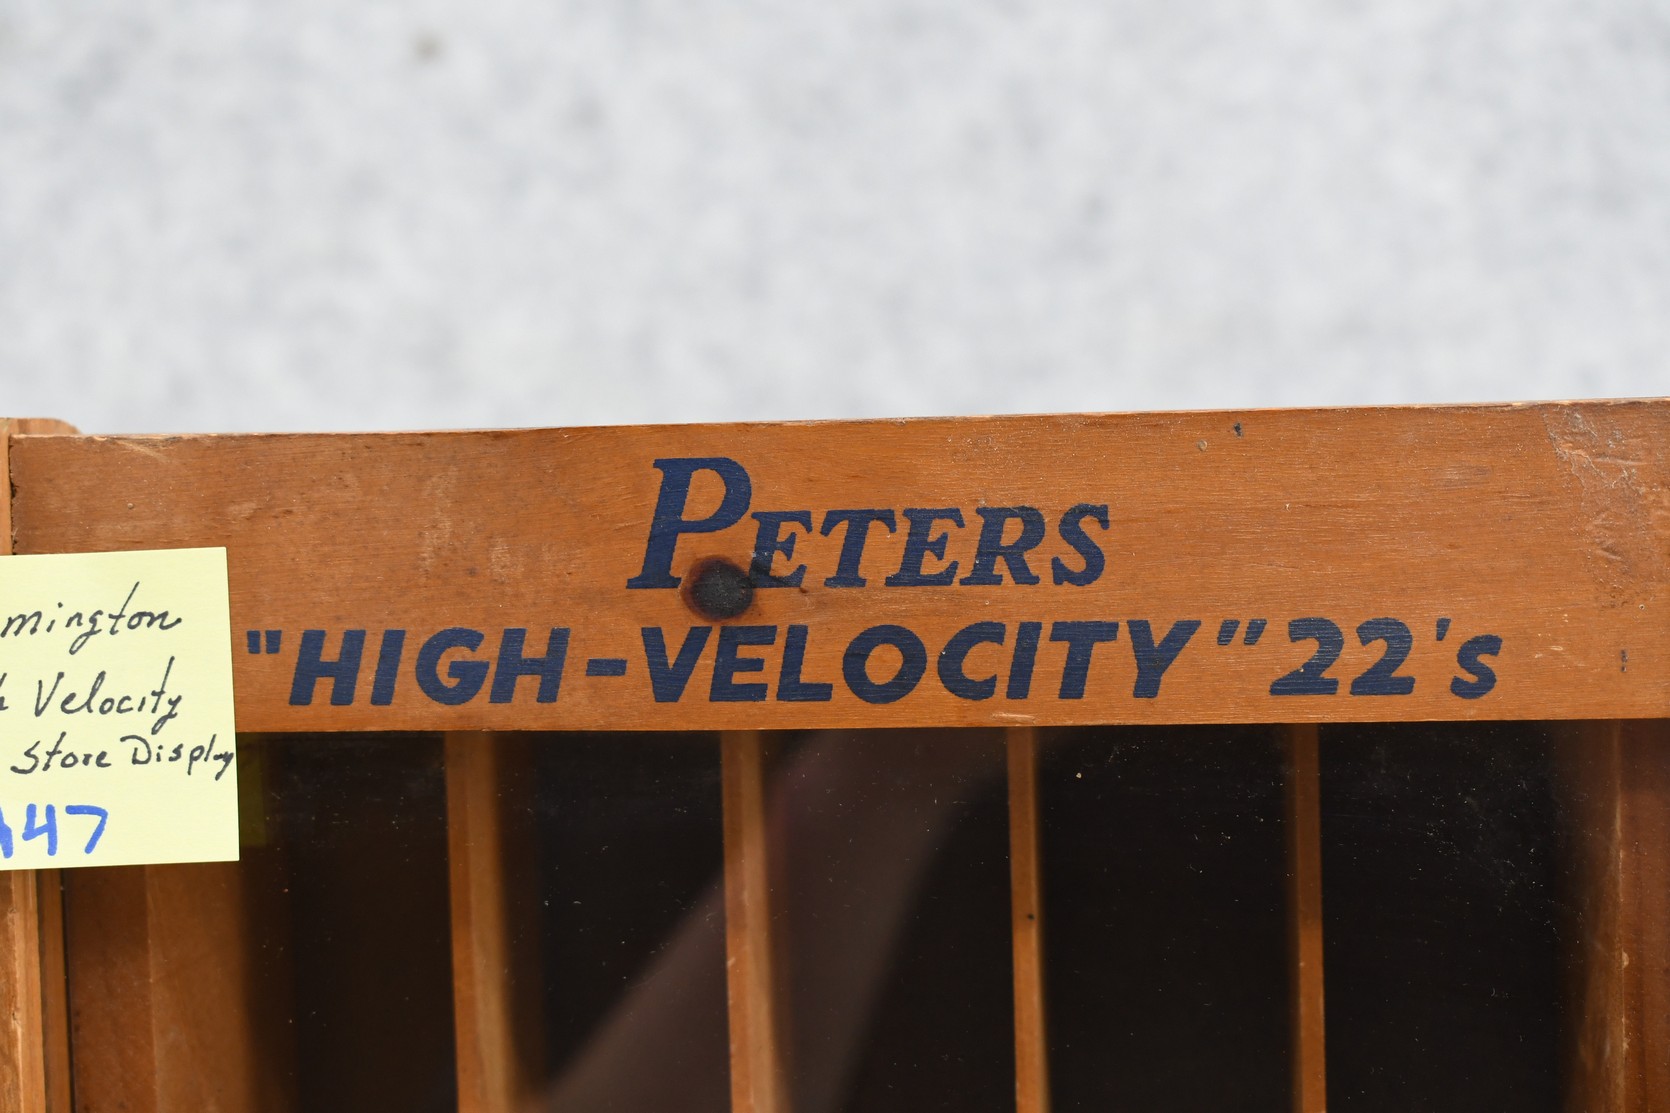 PETERS
"HIGH-VELOCITY" 22's
mington
Velocity
Store Display
47